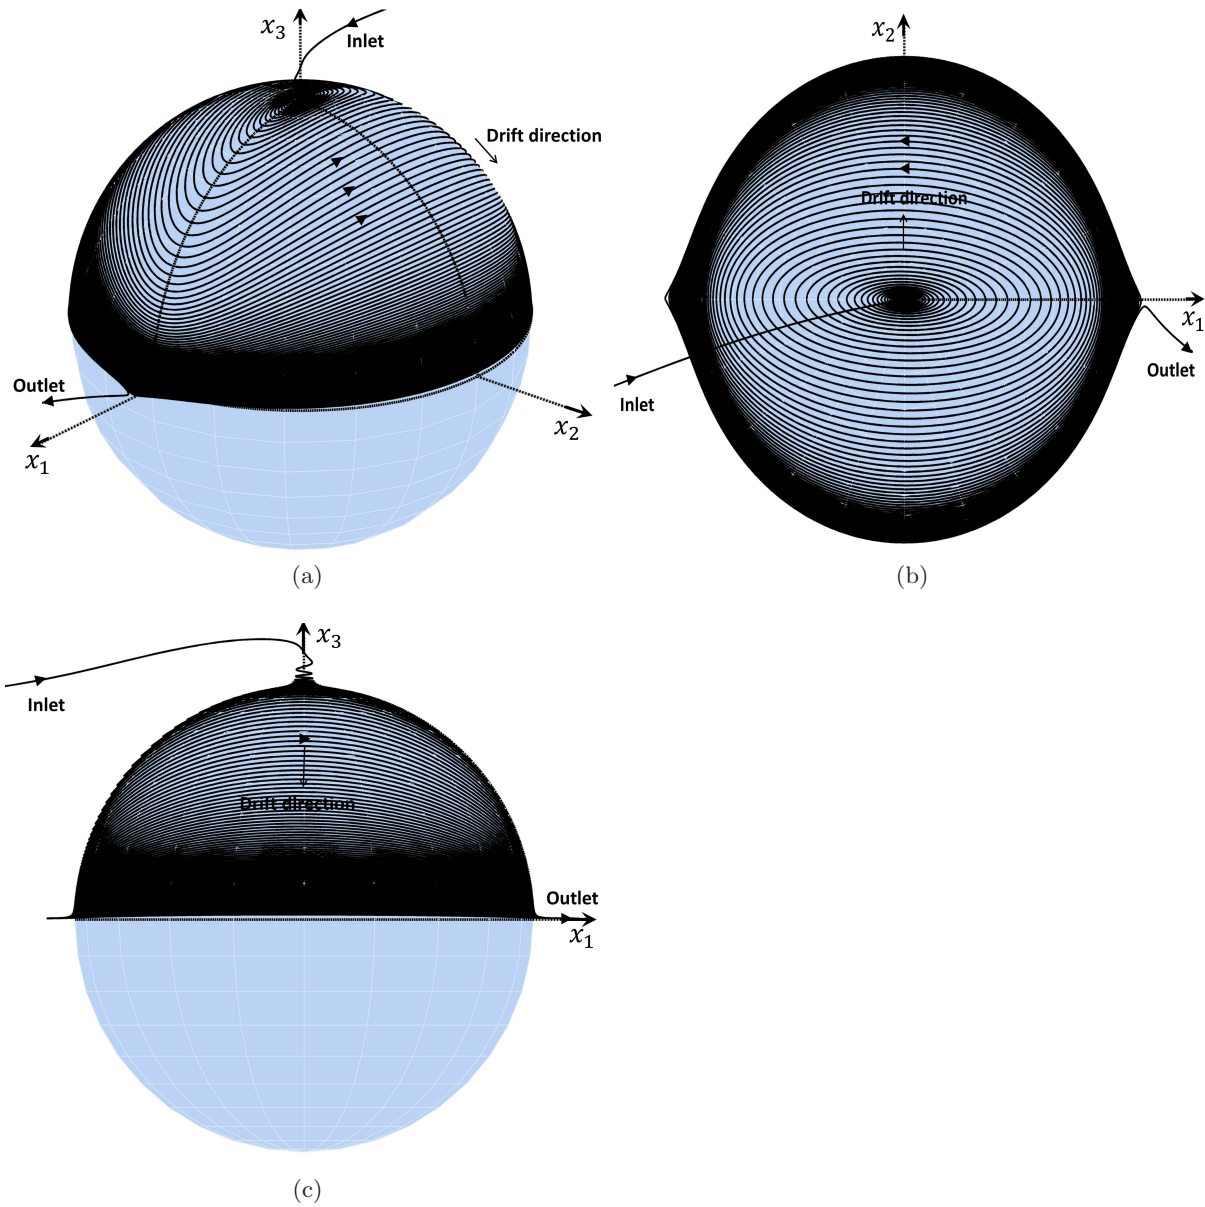 x₃
Inlet
Drift direction
Outlet
x₁
x₂
(a)
x₂
Drift direction
x₁
Inlet
Outlet
(b)
x₃
Inlet
Drift direction
Outlet
x₁
(c)